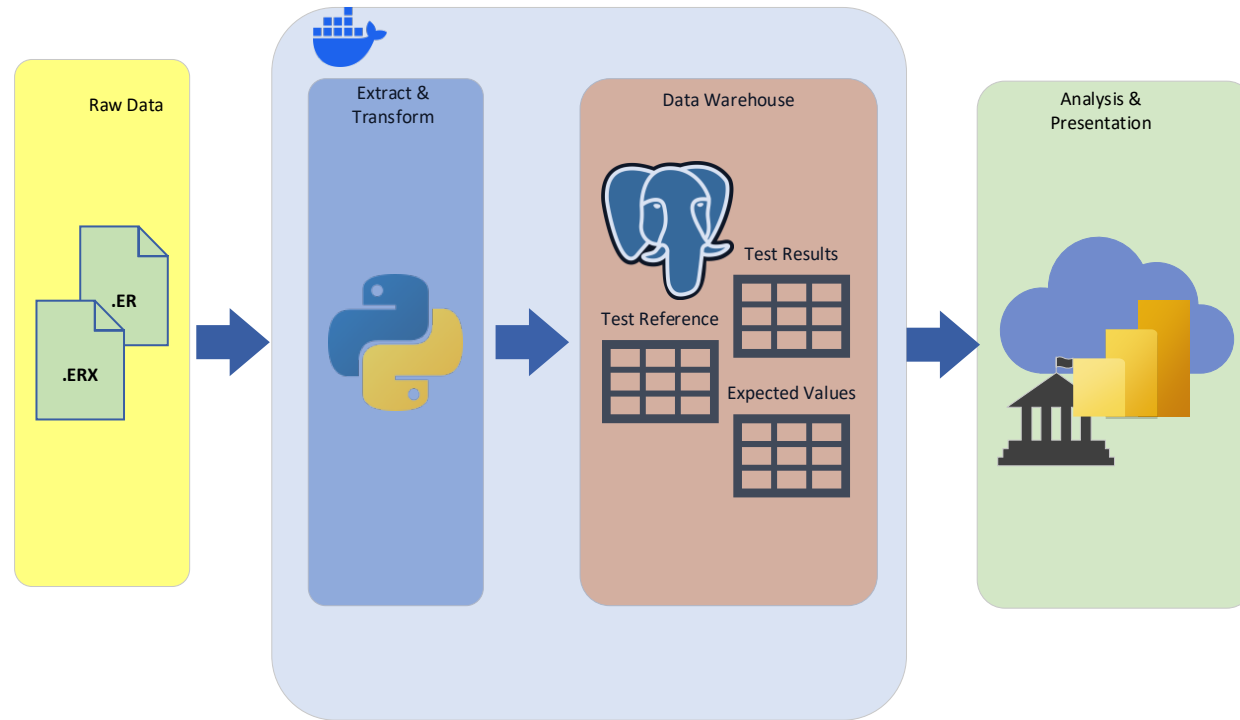 Raw Data
.ER
.ERX
Extract &
Transform
Data Warehouse
Test Results
Test Reference
Expected Values
Analysis &
Presentation